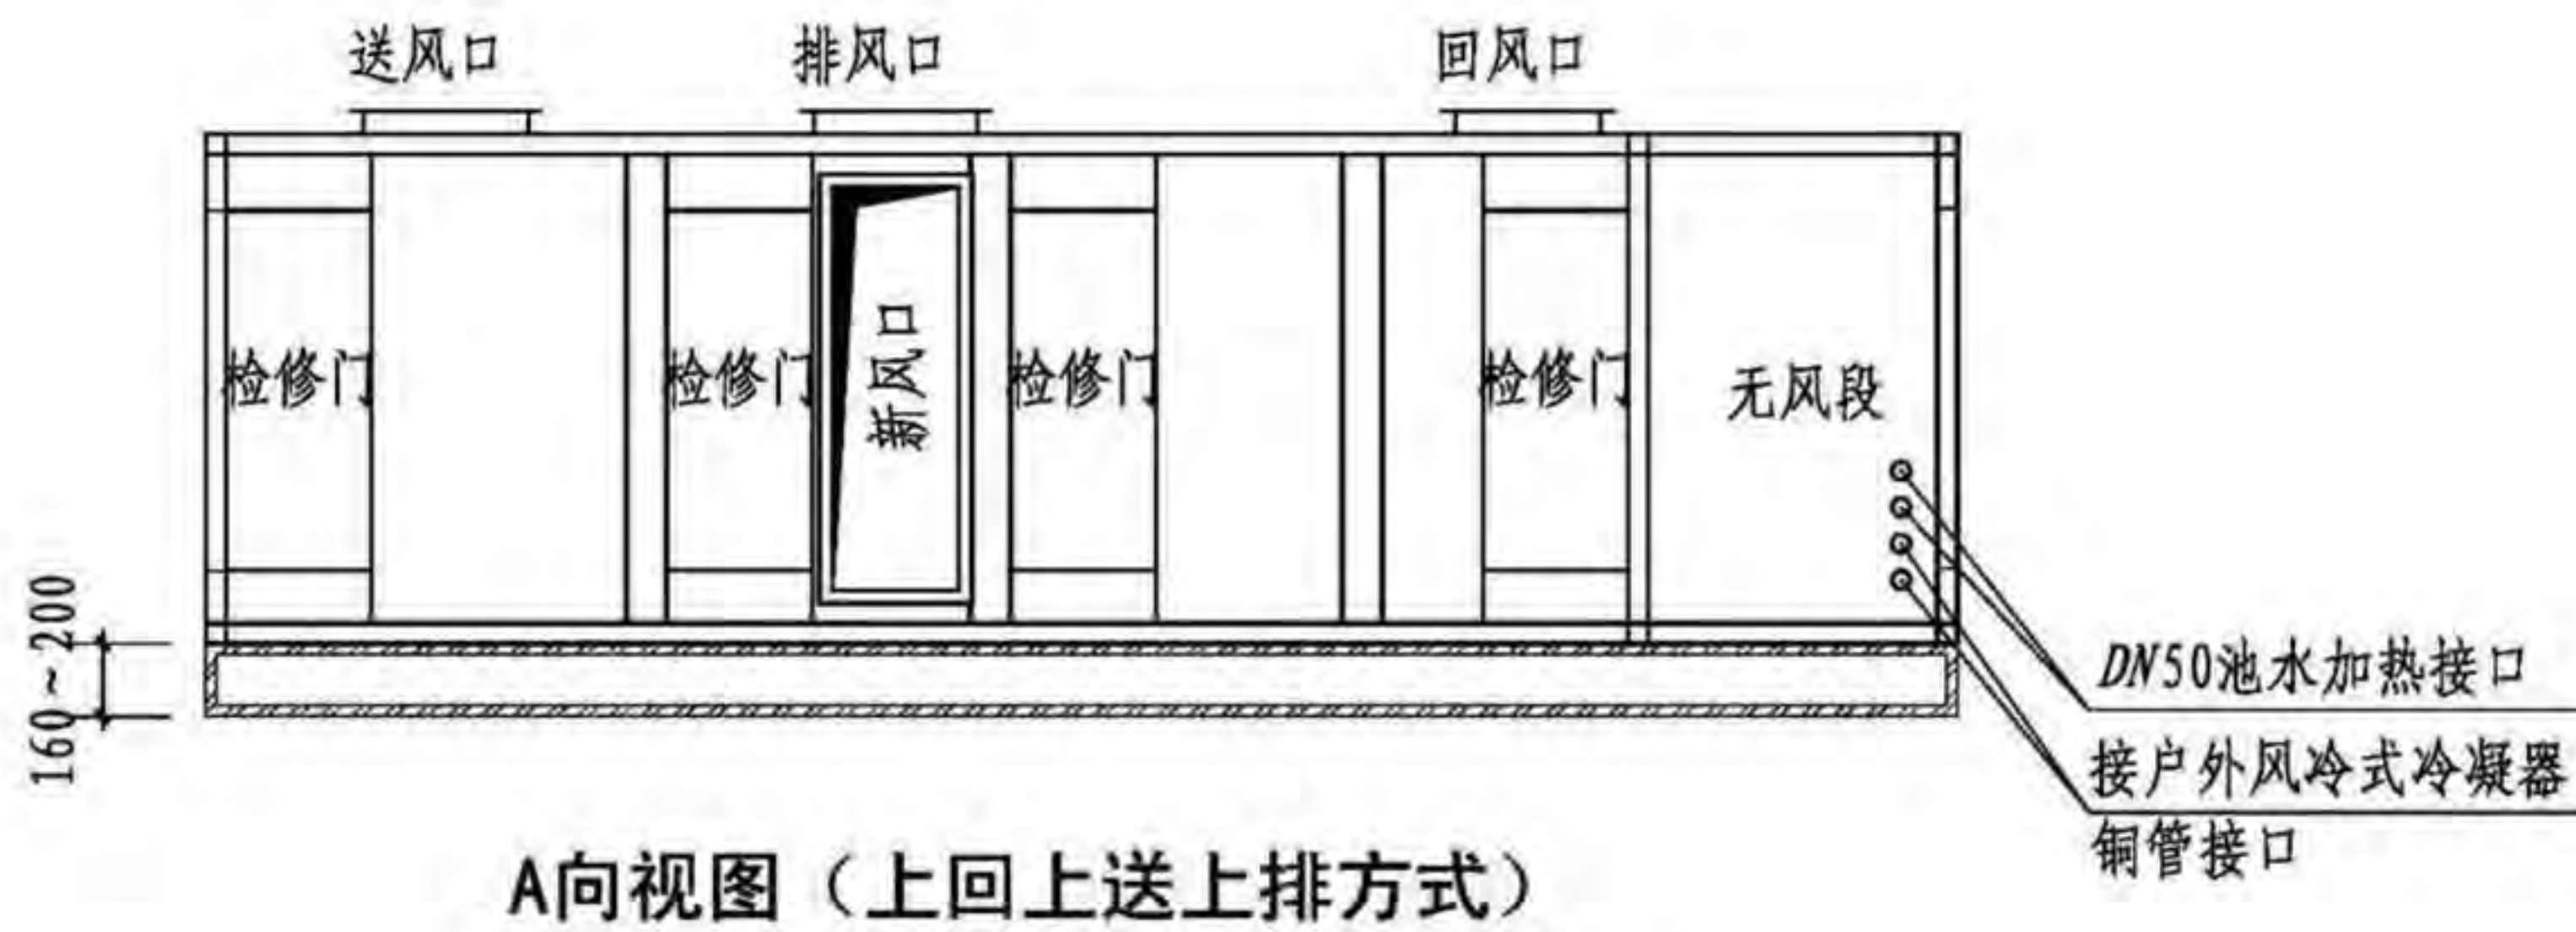 送风口
排风口
回风口
检修门
检修门
新风口
检修门
检修门
无风段
160~200
DN50池水加热接口
接户外风冷式冷凝器
铜管接口
A向视图（上回上送上排方式）